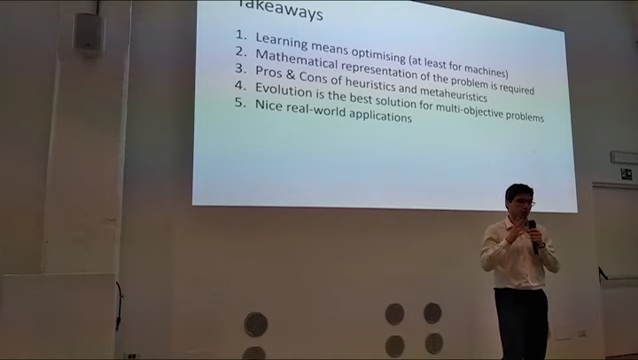 Takeaways
1. Learning means optimising (at least for machines)
2. Mathematical representation of the problem is required
3. Pros & Cons of heuristics and metaheuristics
4. Evolution is the best solution for multi-objective problems
5. Nice real-world applications